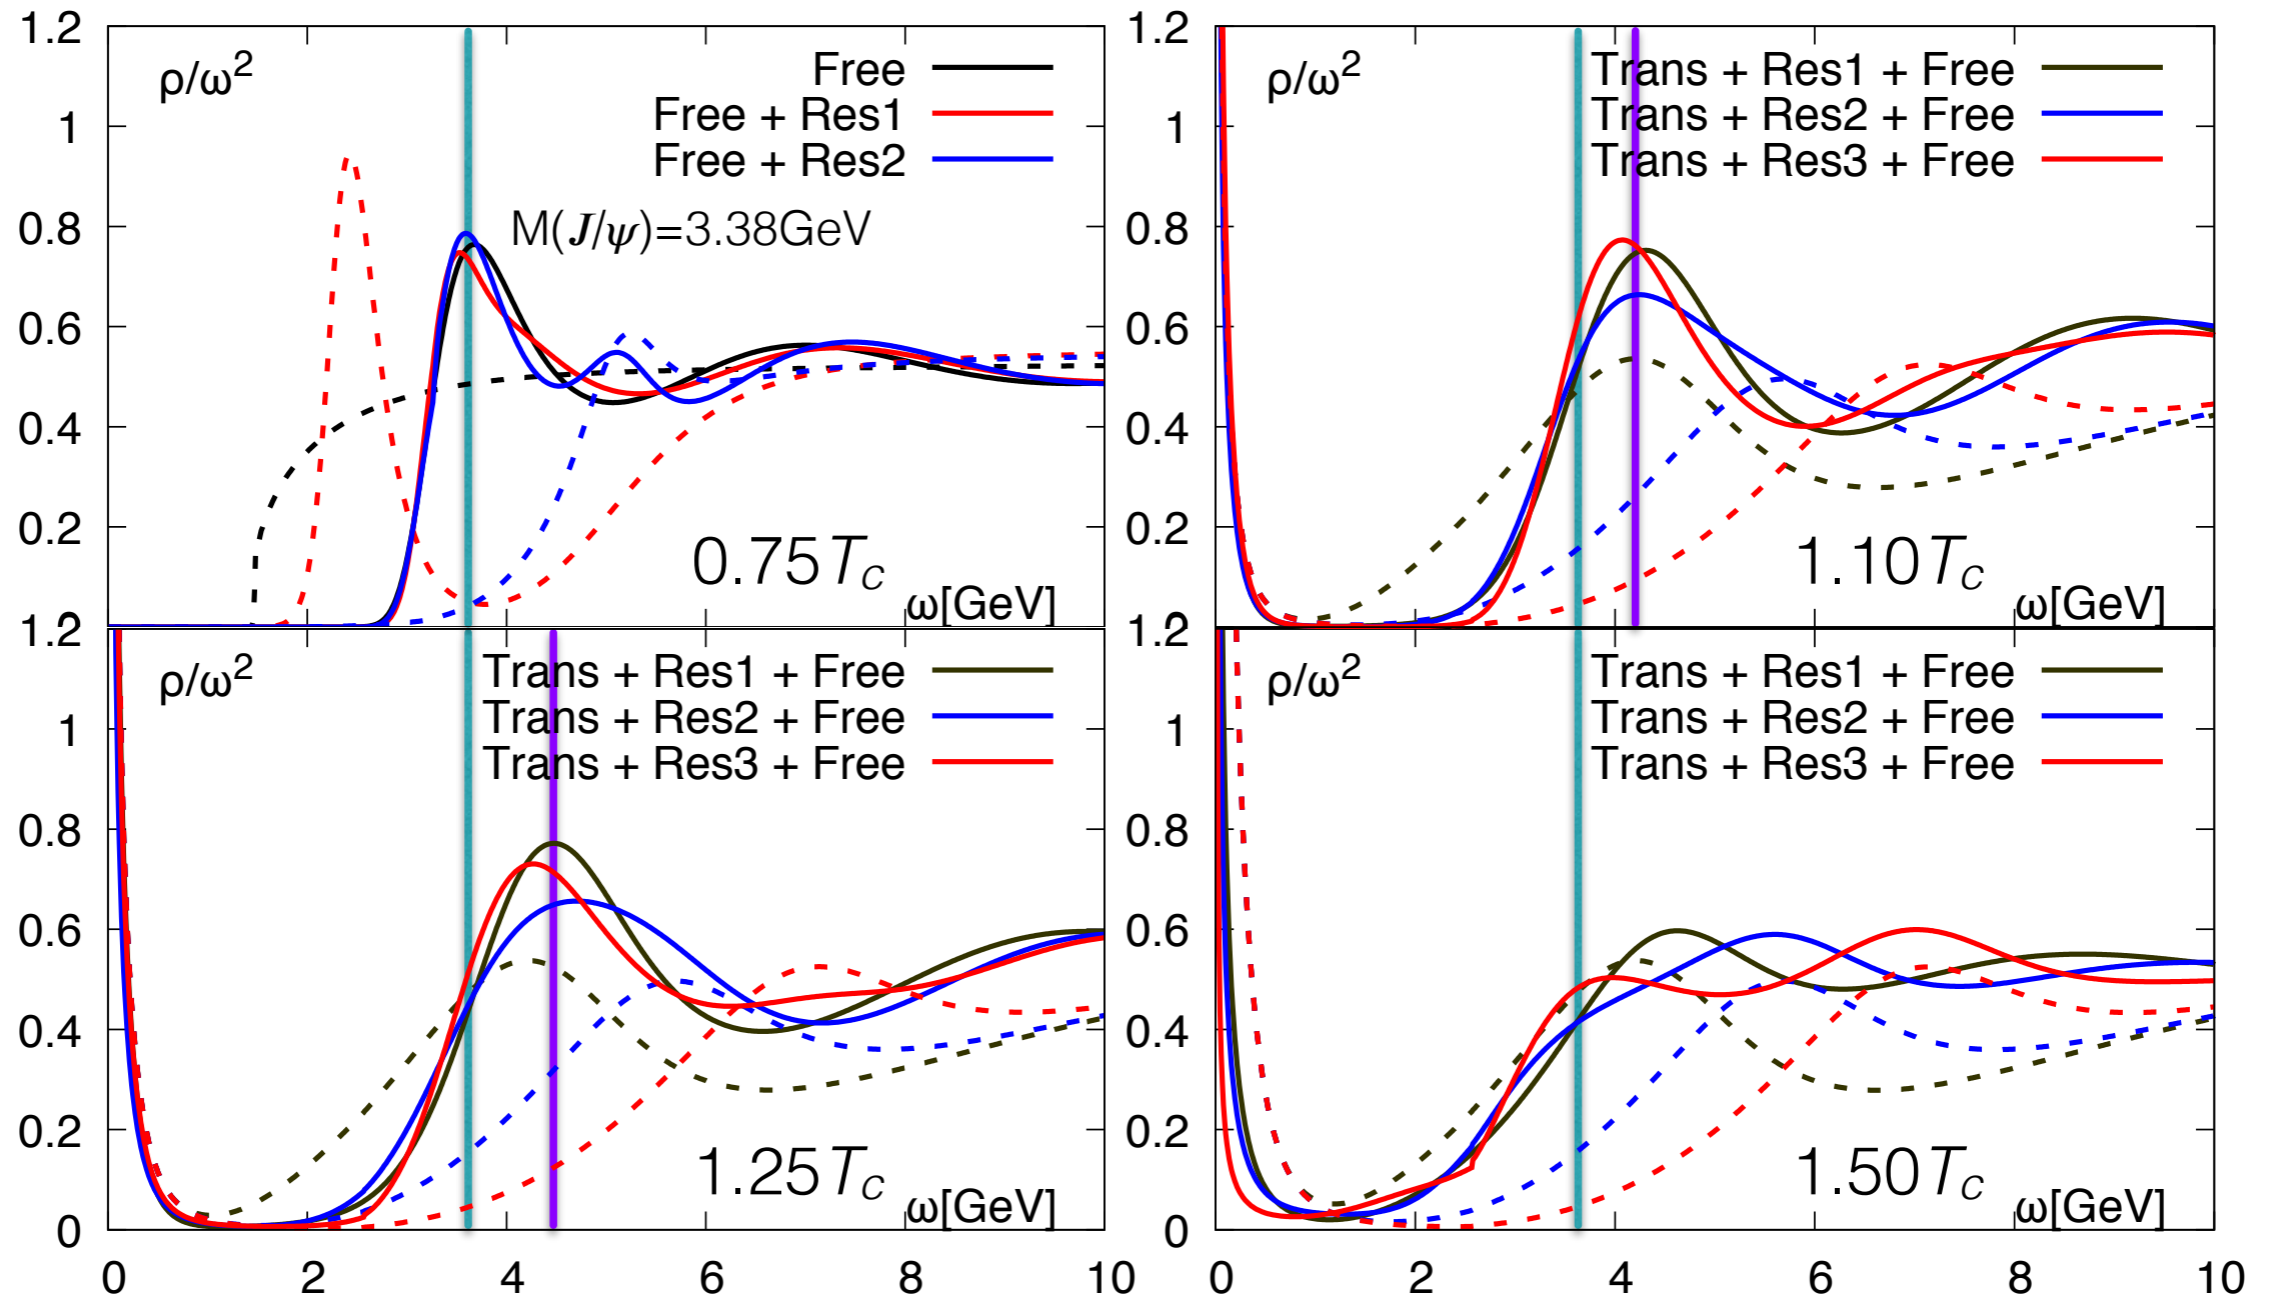 1.2
1
0.8
0.6
0.4
0.2
ρ/ω²
Free
Free + Res1
Free + Res2
M(J/ψ)=3.38GeV
0.75T_C
ω[GeV]
1.2
1
0.8
0.6
0.4
0.2
ρ/ω²
Trans + Res1 + Free
Trans + Res2 + Free
Trans + Res3 + Free
1.10T_C
ω[GeV]
1.2
1
0.8
0.6
0.4
0.2
0
ρ/ω²
Trans + Res1 + Free
Trans + Res2 + Free
Trans + Res3 + Free
1.25T_C
ω[GeV]
0 2 4 6 8 10
1.2
1
0.8
0.6
0.4
0.2
0
ρ/ω²
Trans + Res1 + Free
Trans + Res2 + Free
Trans + Res3 + Free
1.50T_C
ω[GeV]
0 2 4 6 8 10